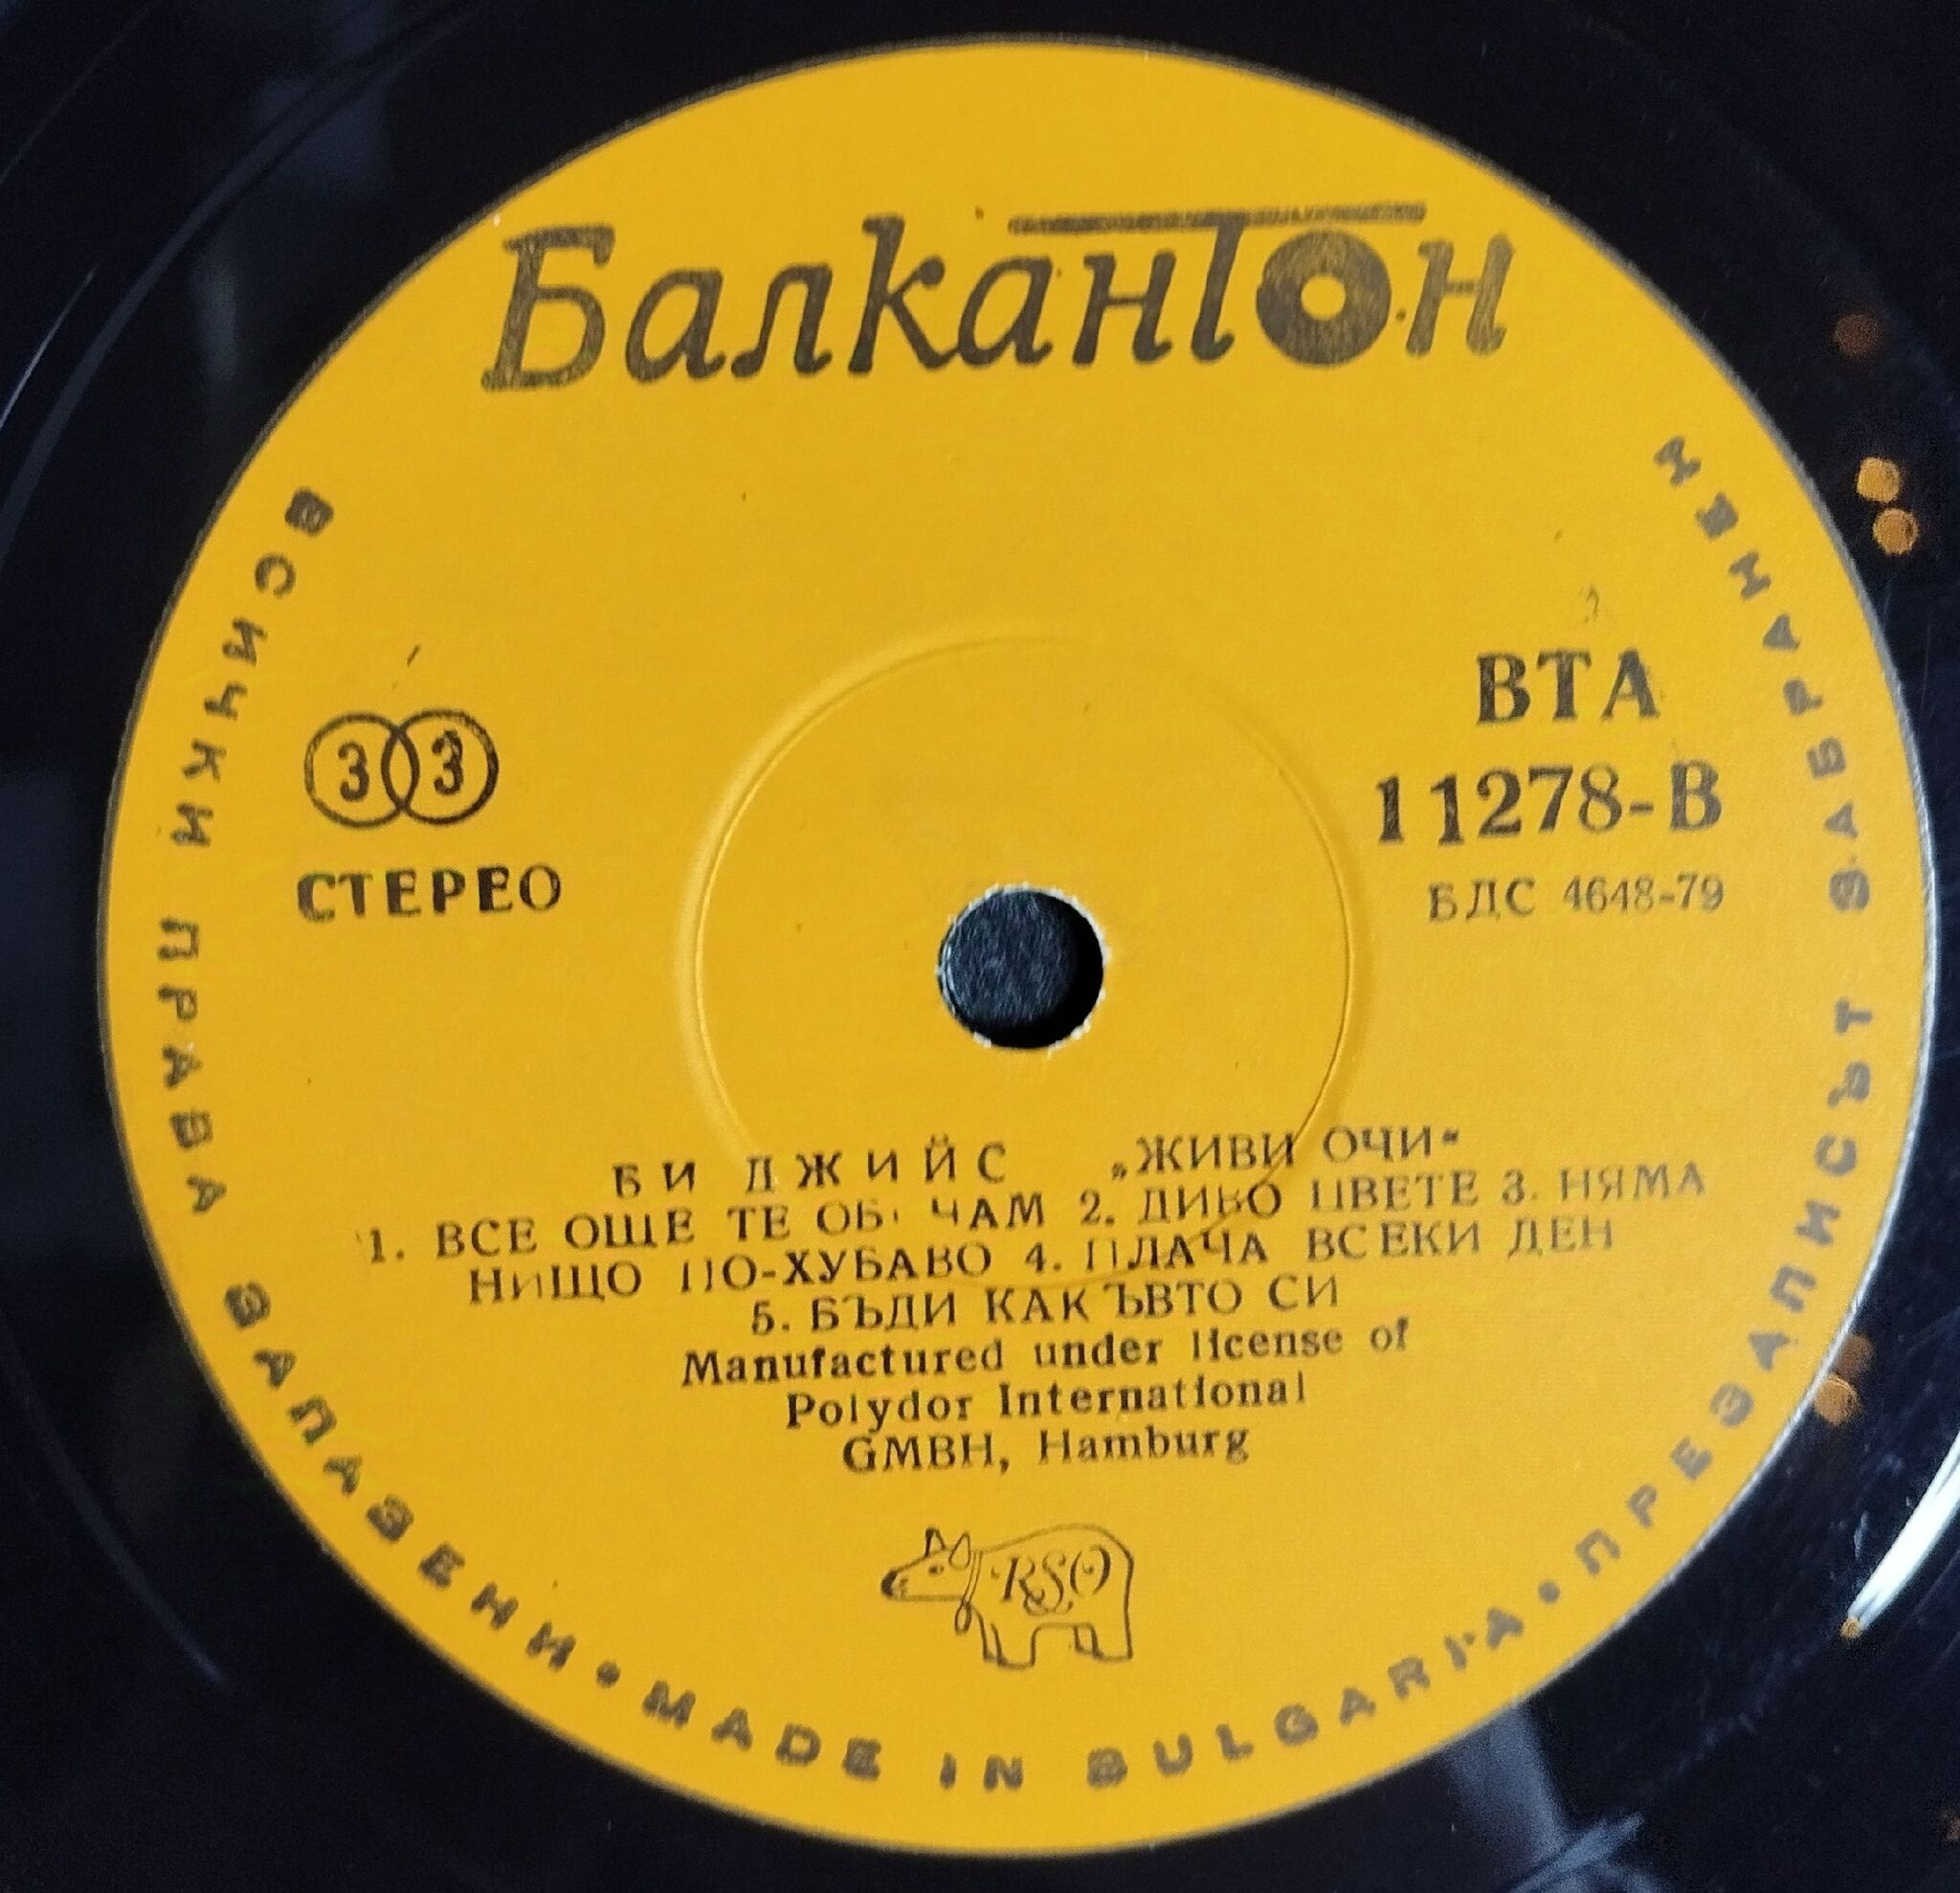 Балкантон
ВСИЧКИ ПРАВА ЗАПАЗЕНИ • MADE IN BULGARIA • ПРЕЗАПИСЪТ ЗАБРАНЕН
33
СТЕРЕО
ВТА
11278-В
БДС 4648-79
БИ ДЖИЙС „ЖИВИ ОЧИ“
1. ВСЕ ОЩЕ ТЕ ОБИЧАМ 2. ДИВО ЦВЕТЕ 3. НЯМА
НИЩО ПО-ХУБАВО 4. ПЛАЧА ВСЕКИ ДЕН
5. БЪДИ КАКЪВТО СИ
Manufactured under license of
Polydor International
GMBH, Hamburg
RSO